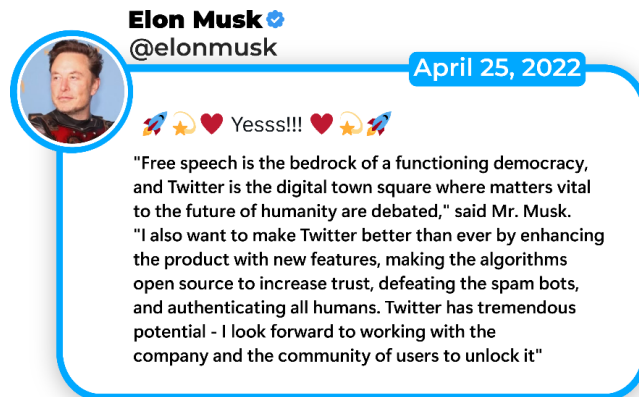 Elon Musk
@elonmusk
April 25, 2022
🚀💫♥️ Yesss!!! ♥️💫🚀
"Free speech is the bedrock of a functioning democracy,
and Twitter is the digital town square where matters vital
to the future of humanity are debated," said Mr. Musk.
"I also want to make Twitter better than ever by enhancing
the product with new features, making the algorithms
open source to increase trust, defeating the spam bots,
and authenticating all humans. Twitter has tremendous
potential - I look forward to working with the
company and the community of users to unlock it"